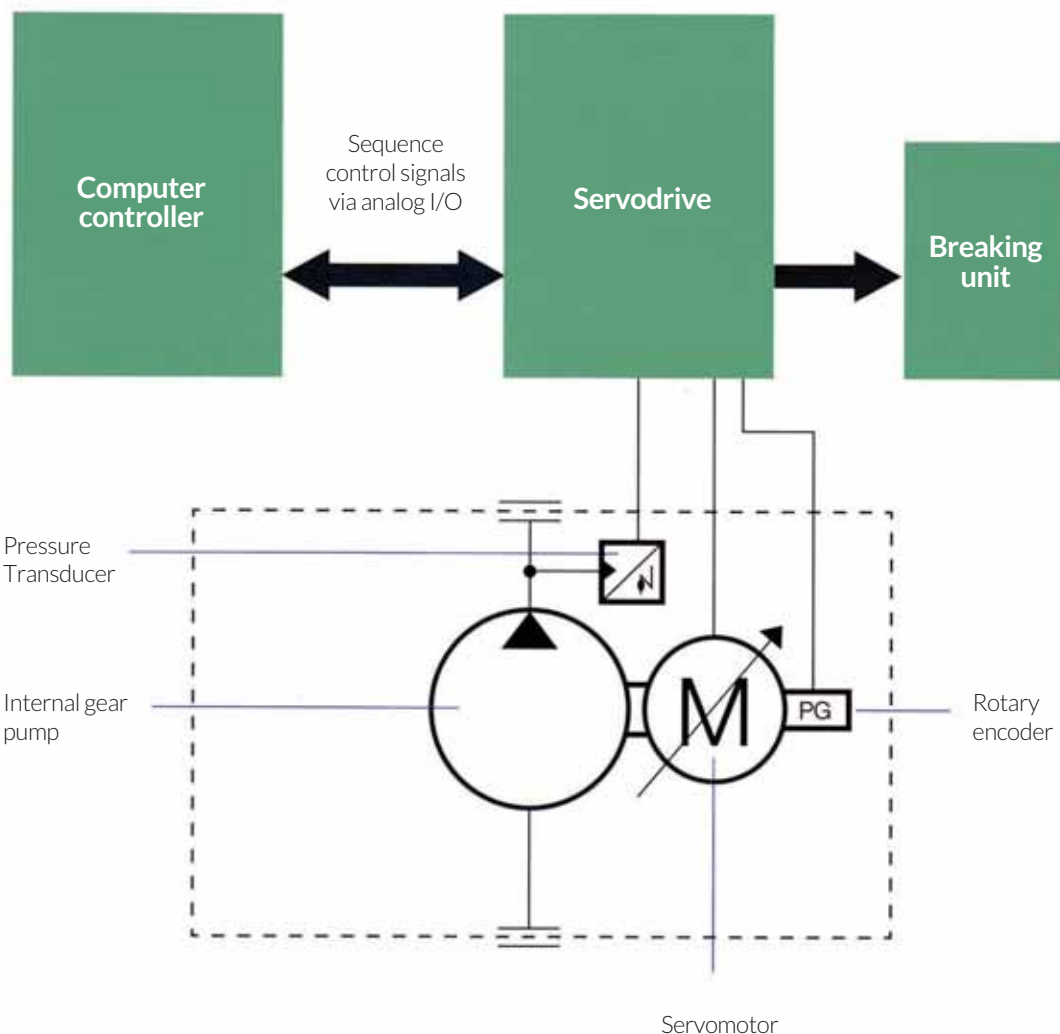 Sequence
control signals
via analog I/O
Computer
controller
Servodrive
Breaking
unit
Pressure
Transducer
Internal gear
pump
M
PG
Rotary
encoder
Servomotor